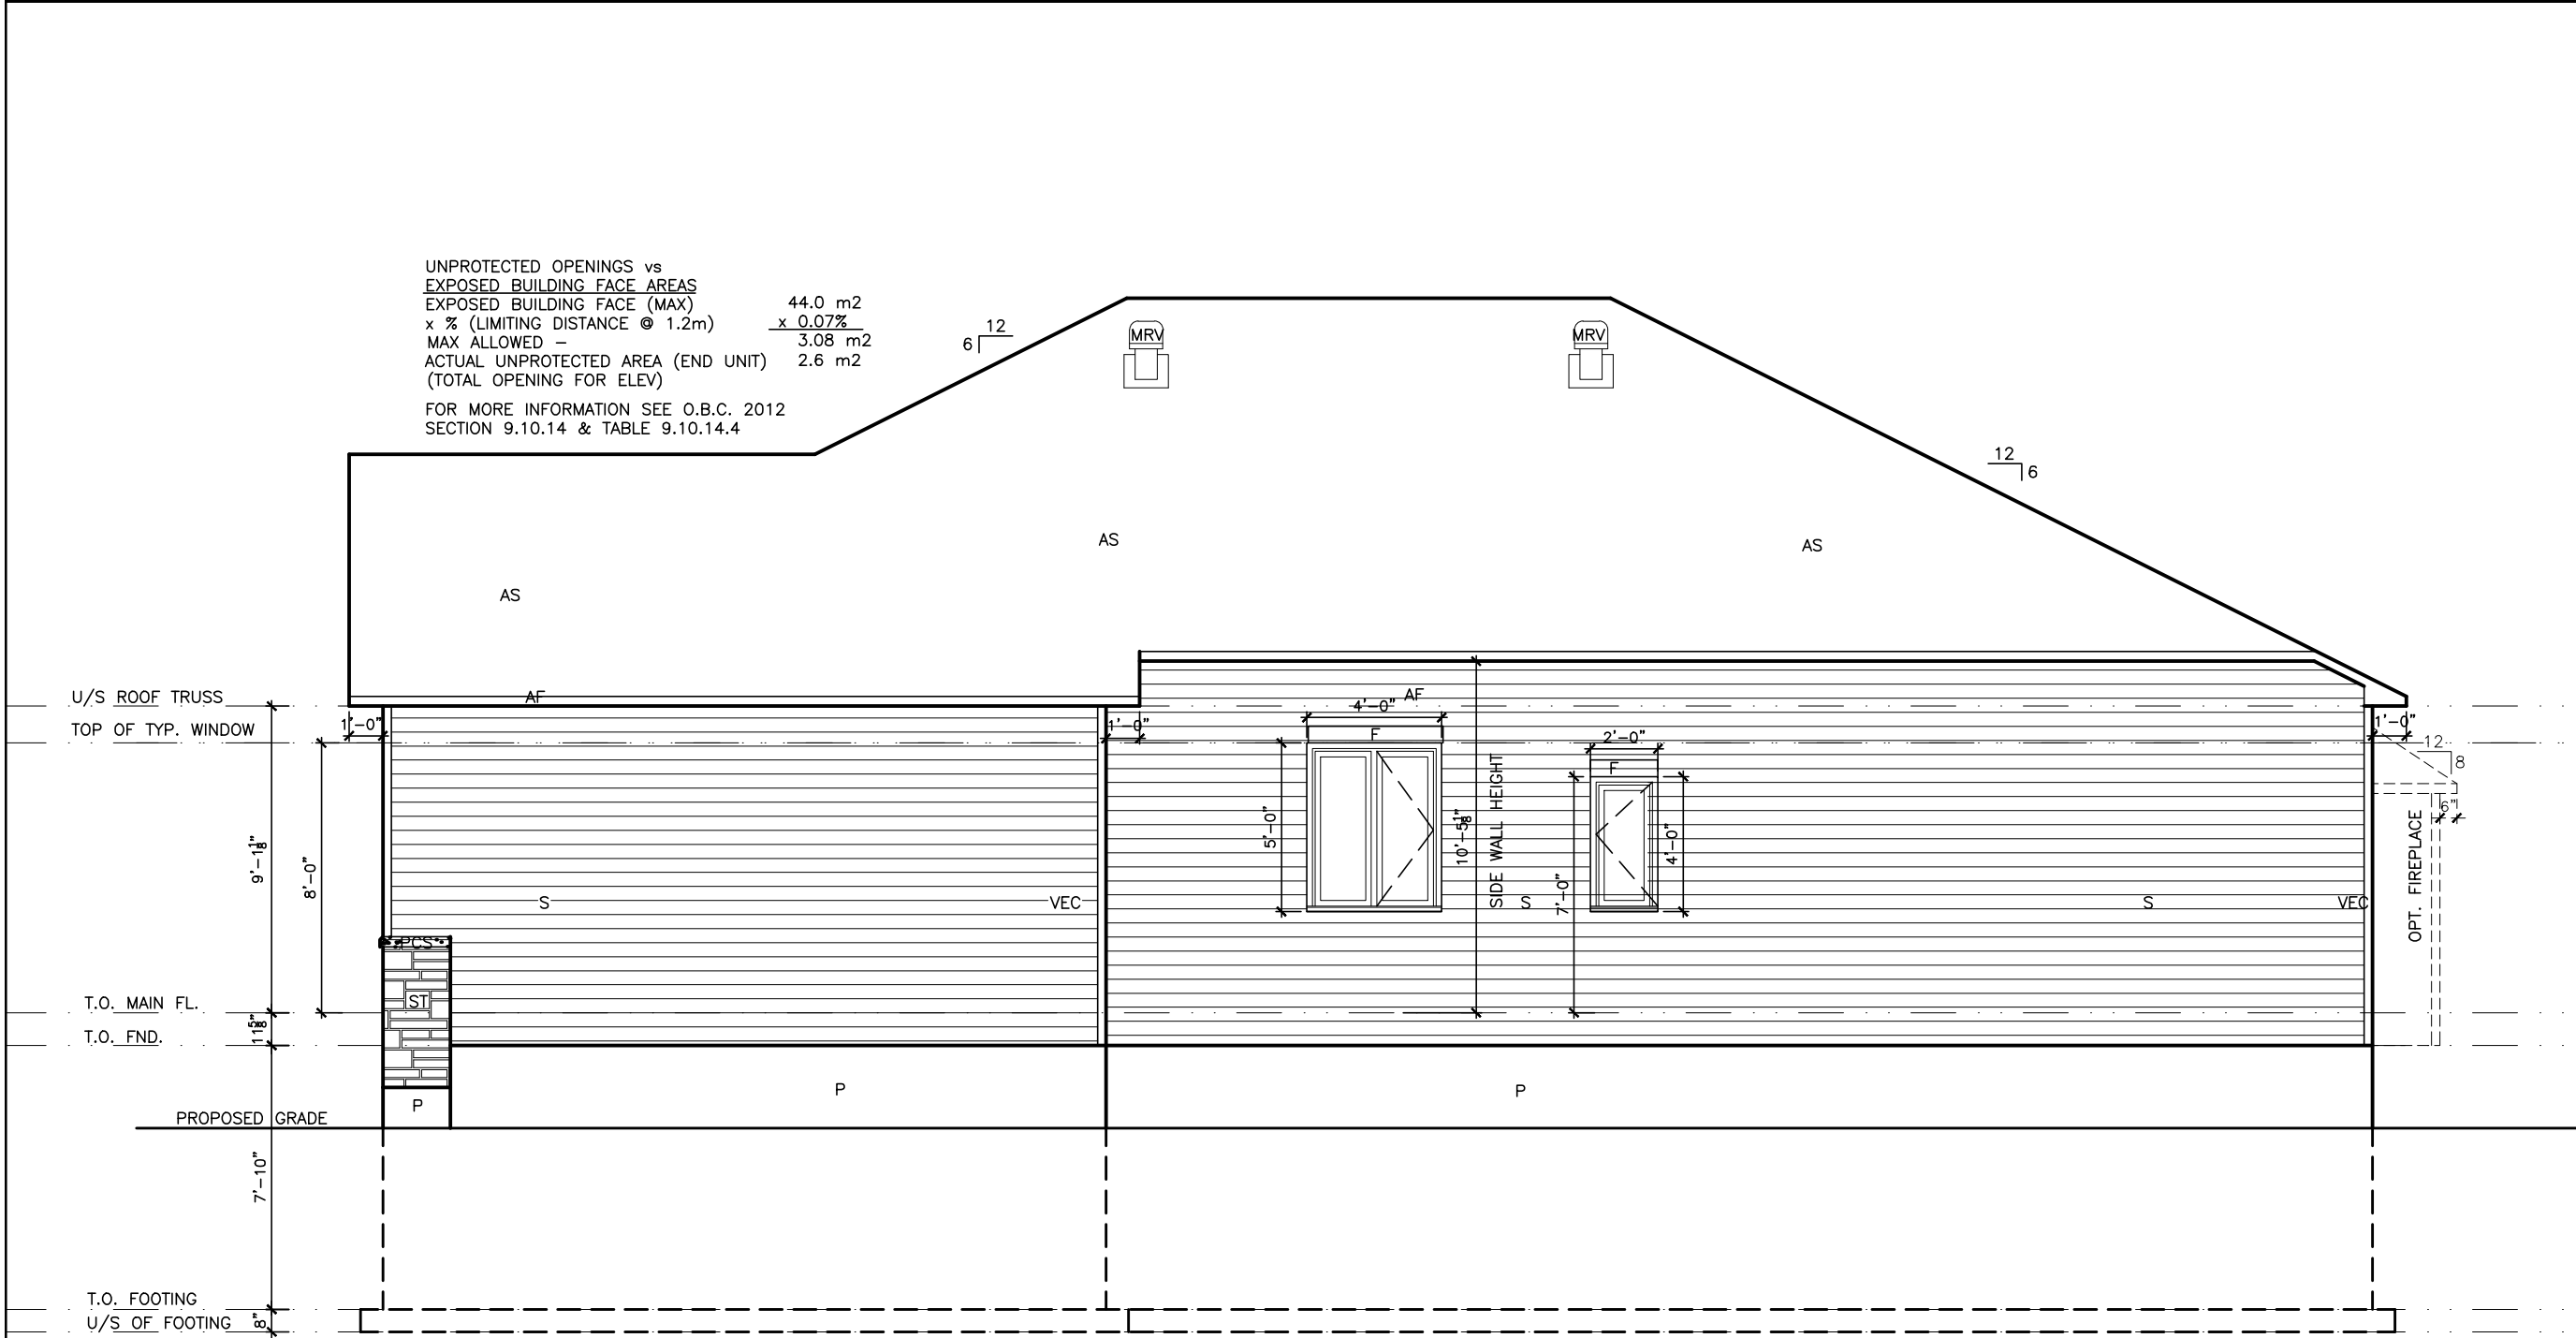 UNPROTECTED OPENINGS vs
EXPOSED BUILDING FACE AREAS
EXPOSED BUILDING FACE (MAX) 44.0 m2
x % (LIMITING DISTANCE @ 1.2m) x 0.07%
MAX ALLOWED – 3.08 m2
ACTUAL UNPROTECTED AREA (END UNIT) 2.6 m2
(TOTAL OPENING FOR ELEV)
FOR MORE INFORMATION SEE O.B.C. 2012
SECTION 9.10.14 & TABLE 9.10.14.4
12
6
MRV
MRV
12
6
AS
AS
AS
U/S ROOF TRUSS
AF
AF
TOP OF TYP. WINDOW
1'-0"
1'-0"
4'-0"
F
2'-0"
F
1'-0"
12
8
6"
9'-1 1/8"
8'-0"
5'-0"
10'-5 1/8"
SIDE WALL HEIGHT
7'-0"
4'-0"
OPT. FIREPLACE
S
VEC
S
S
VEC
PCS
ST
T.O. MAIN FL.
11 5/8"
T.O. FND.
P
P
P
PROPOSED GRADE
7'-10"
T.O. FOOTING
U/S OF FOOTING
8"